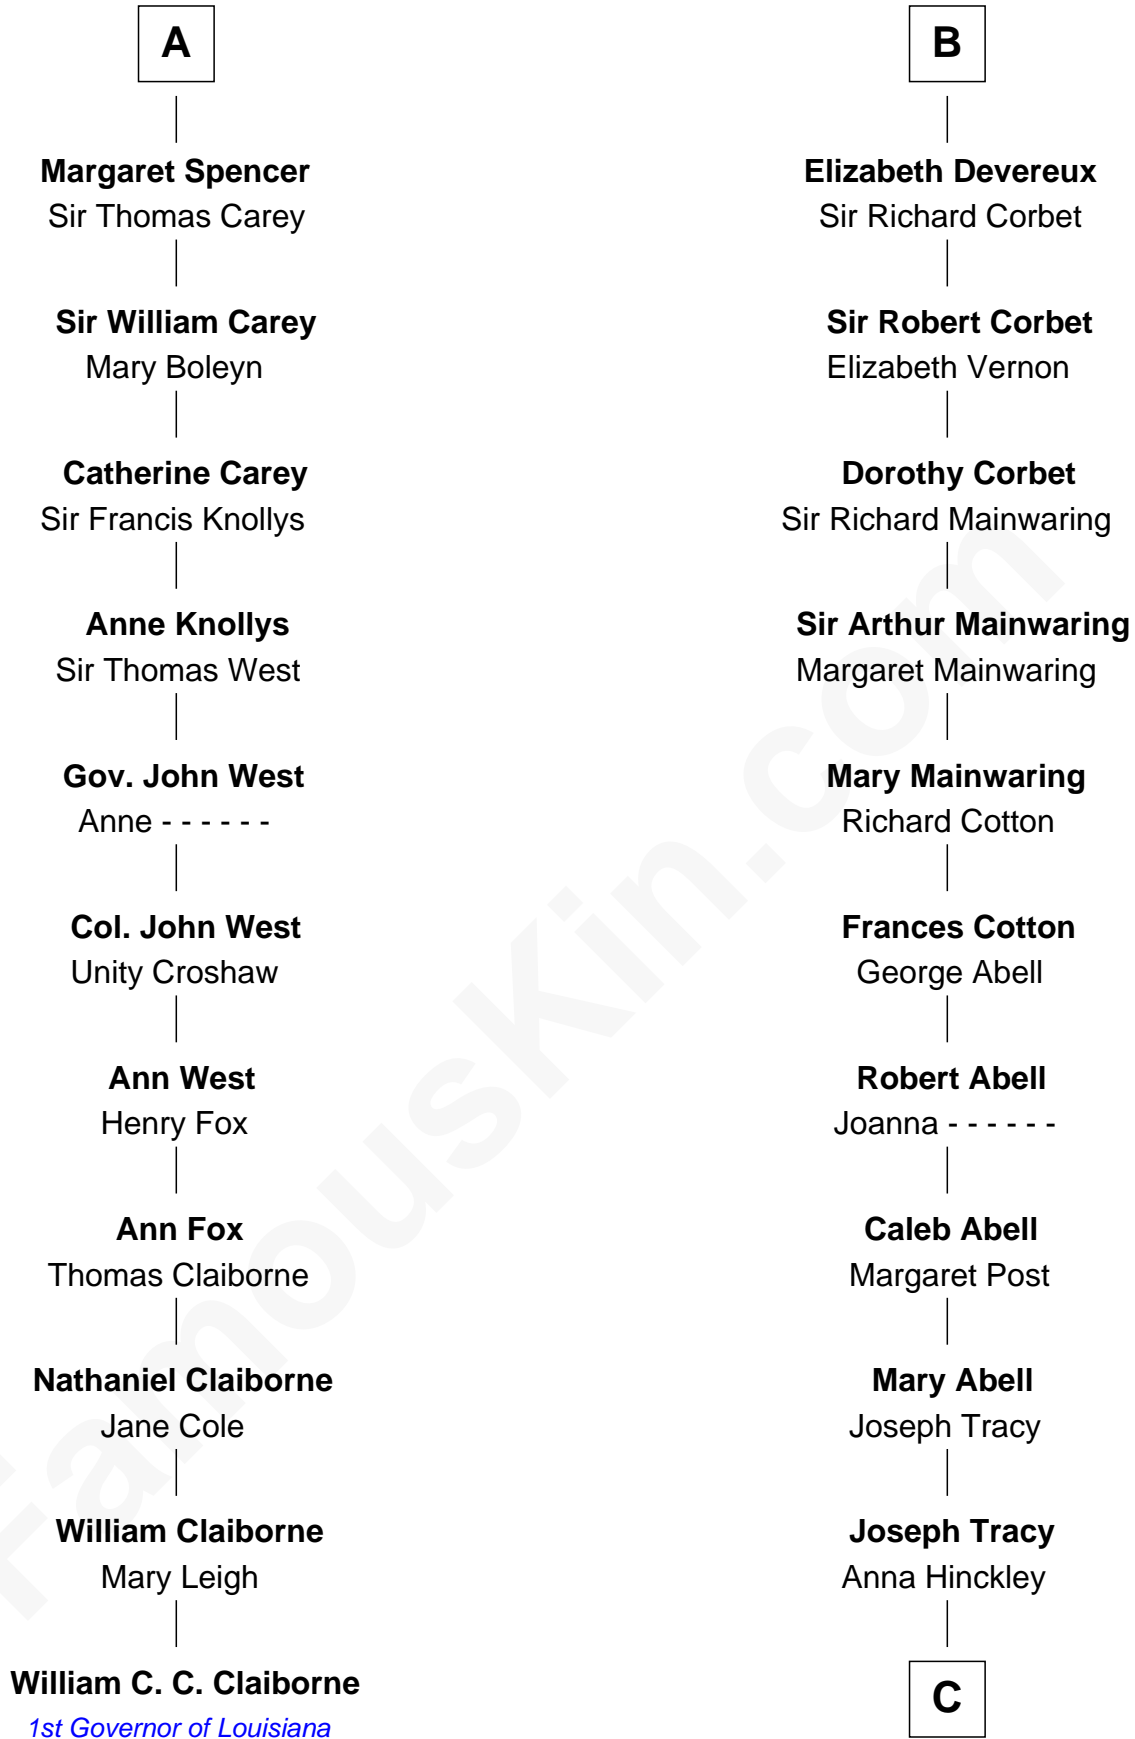 A
Margaret Spencer
Sir Thomas Carey
Sir William Carey
Mary Boleyn
Catherine Carey
Sir Francis Knollys
Anne Knollys
Sir Thomas West
Gov. John West
Anne - - - - - -
Col. John West
Unity Croshaw
Ann West
Henry Fox
Ann Fox
Thomas Claiborne
Nathaniel Claiborne
Jane Cole
William Claiborne
Mary Leigh
William C. C. Claiborne
1st Governor of Louisiana
B
Elizabeth Devereux
Sir Richard Corbet
Sir Robert Corbet
Elizabeth Vernon
Dorothy Corbet
Sir Richard Mainwaring
Sir Arthur Mainwaring
Margaret Mainwaring
Mary Mainwaring
Richard Cotton
Frances Cotton
George Abell
Robert Abell
Joanna - - - - - -
Caleb Abell
Margaret Post
Mary Abell
Joseph Tracy
Joseph Tracy
Anna Hinckley
C
FamousKin.com